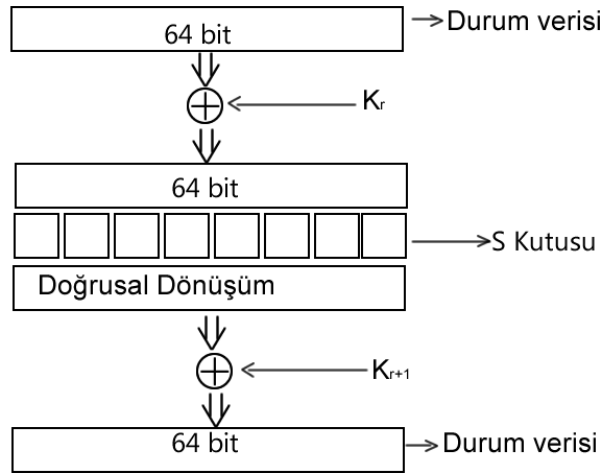 64 bit
Durum verisi
Kr
64 bit
S Kutusu
Doğrusal Dönüşüm
Kr+1
64 bit
Durum verisi